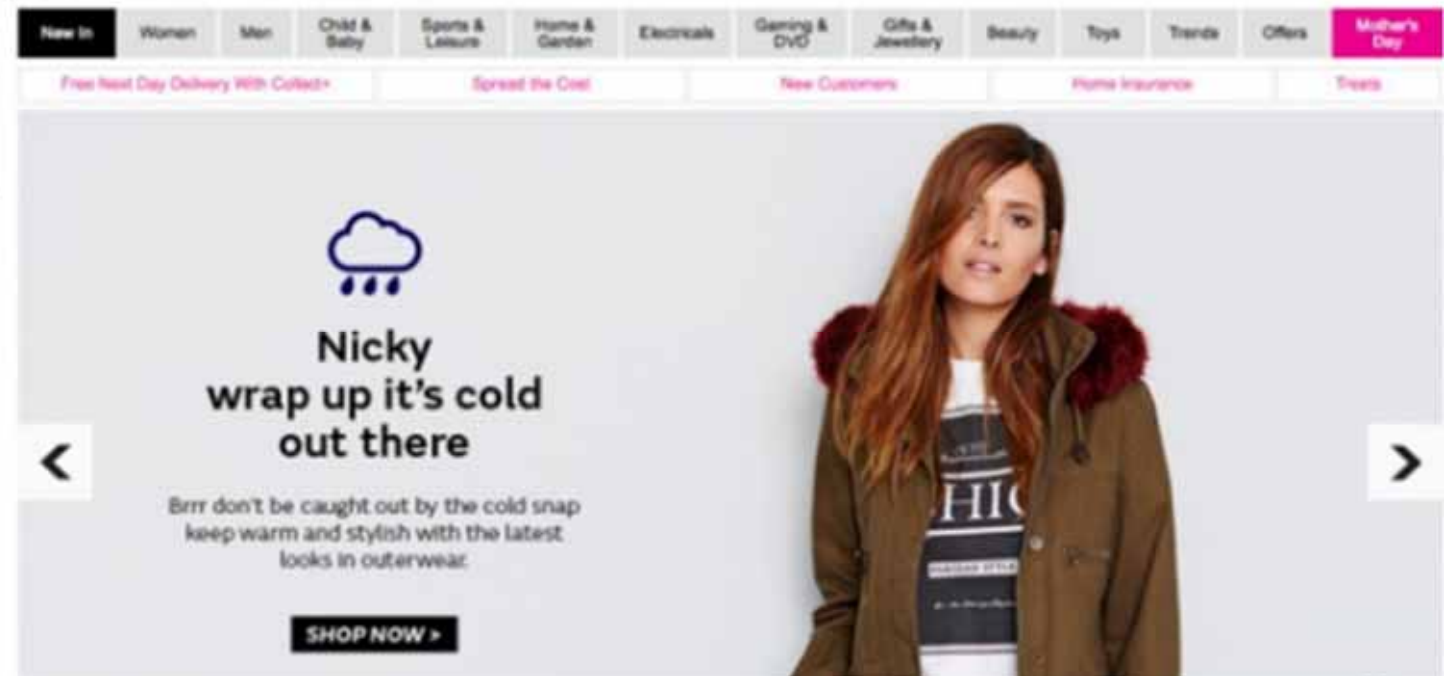 New In
Women
Men
Child &
Baby
Sports &
Leisure
Home &
Garden
Electricals
Gaming &
DVD
Gifts &
Jewellery
Beauty
Toys
Trends
Offers
Mother's
Day
Free Next Day Delivery With Collect+
Spread the Cost
New Customers
Home Insurance
Treats
Nicky
wrap up it's cold
out there
Brrr don't be caught out by the cold snap
keep warm and stylish with the latest
looks in outerwear.
SHOP NOW >
HIC
PARISIAN STYLE